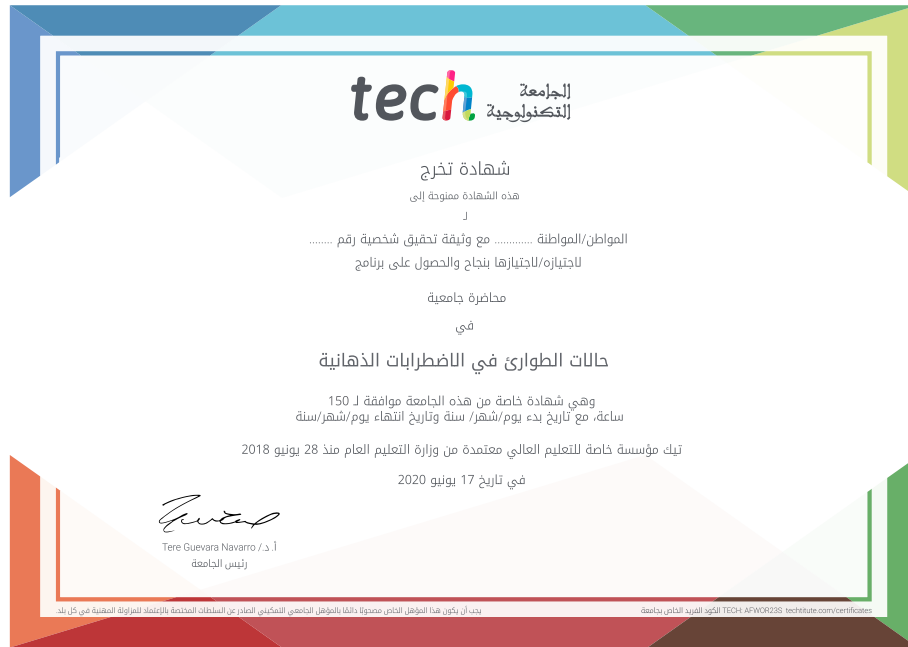 tech الجامعة
التكنولوجية
شهادة تخرج
هذه الشهادة ممنوحة إلى
لـ
المواطن/المواطنة ............. مع وثيقة تحقيق شخصية رقم ........
لاجتيازه/لاجتيازها بنجاح والحصول على برنامج
محاضرة جامعية
في
حالات الطوارئ في الاضطرابات الذهانية
وهي شهادة خاصة من هذه الجامعة موافقة لـ 150
ساعة، مع تاريخ بدء يوم/شهر/ سنة وتاريخ انتهاء يوم/شهر/سنة
تيك مؤسسة خاصة للتعليم العالي معتمدة من وزارة التعليم العام منذ 28 يونيو 2018
في تاريخ 17 يونيو 2020
أ. د./ Tere Guevara Navarro
رئيس الجامعة
يجب أن يكون هذا المؤهل الخاص مصحوبًا دائمًا بالمؤهل الجامعي التمكيني الصادر عن السلطات المختصة بالإعتماد للمزاولة المهنية في كل بلد.
الكود الفريد الخاص بجامعة TECH: AFWOR23S techtitute.com/certificates